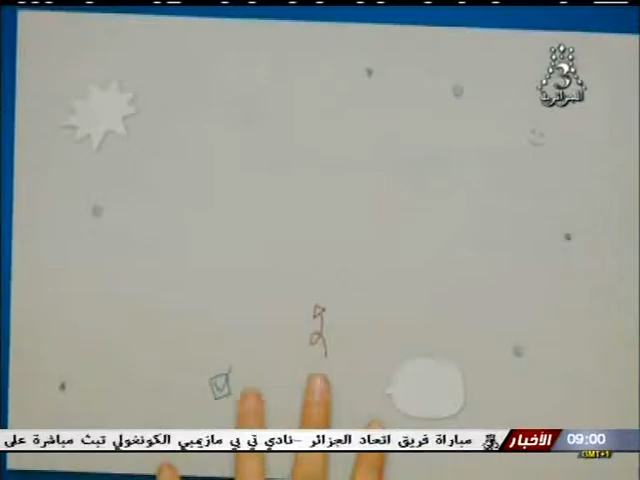 3
الجزائرية
مباراة فريق اتحاد الجزائر –نادي تي بي مازيمبي الكونغولي تبث مباشرة على
الأخبار
09:00
GMT+1